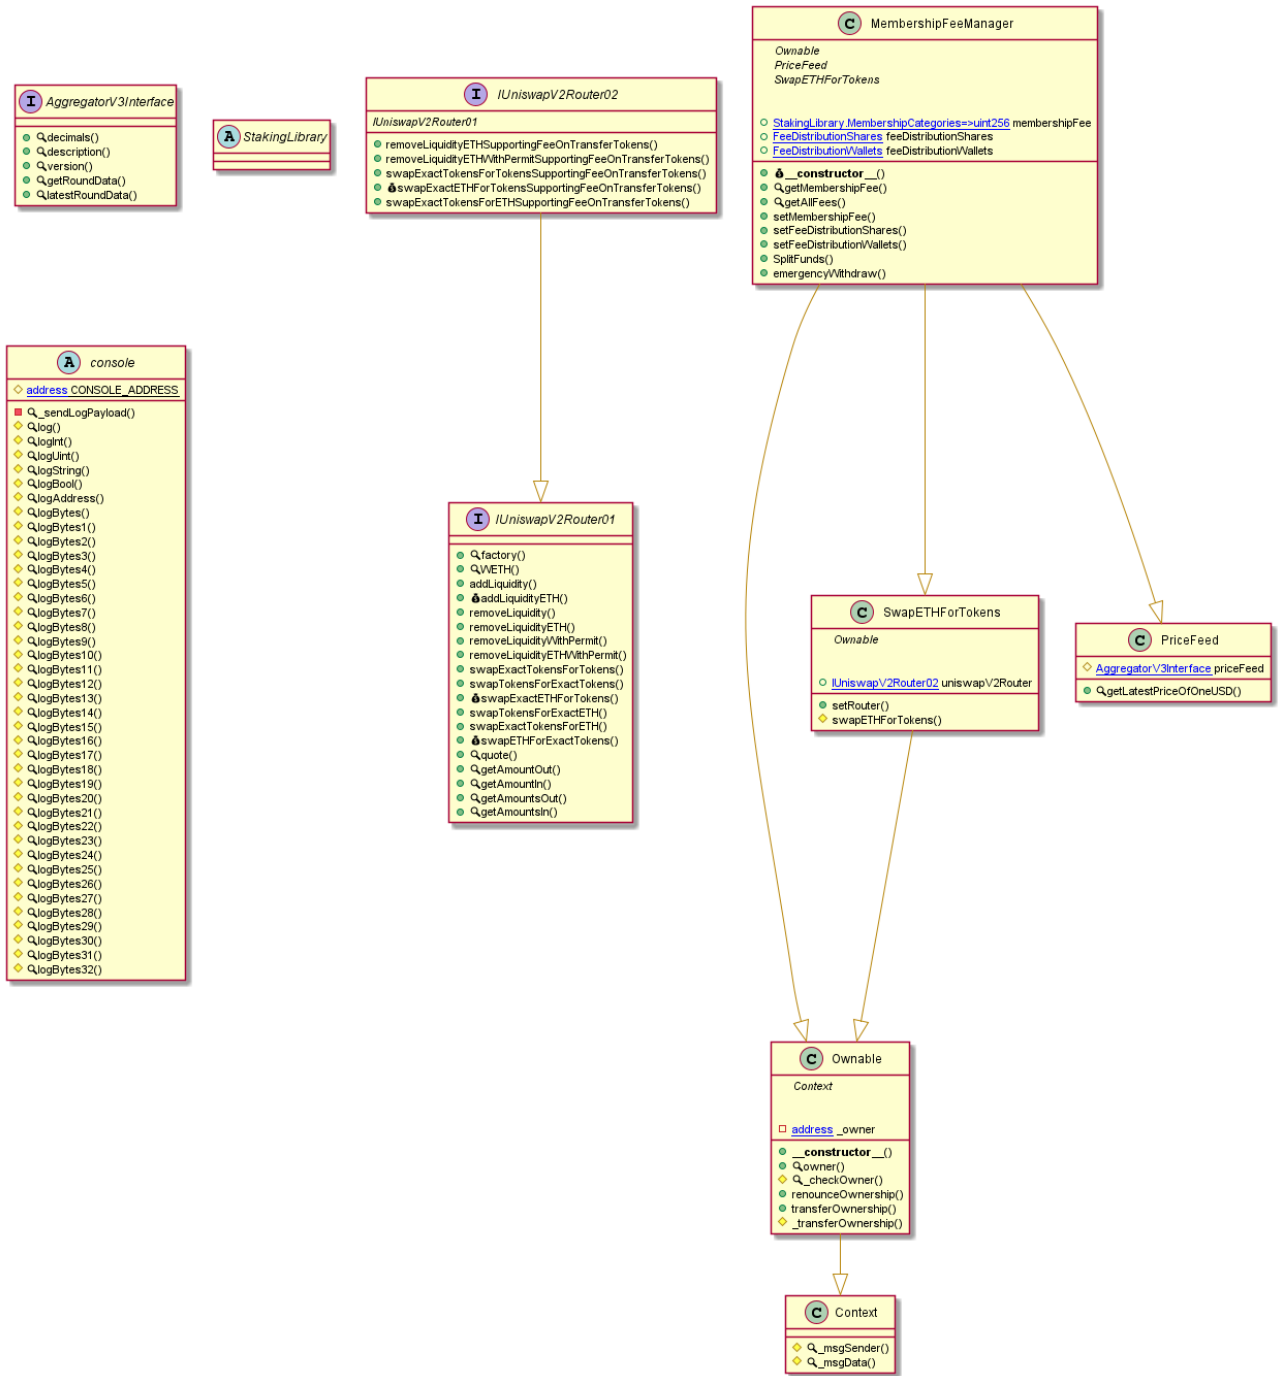 I AggregatorV3Interface
decimals()
description()
version()
getRoundData()
latestRoundData()
A StakingLibrary
I IUniswapV2Router02
IUniswapV2Router01
removeLiquidityETHSupportingFeeOnTransferTokens()
removeLiquidityETHWithPermitSupportingFeeOnTransferTokens()
swapExactTokensForTokensSupportingFeeOnTransferTokens()
swapExactETHForTokensSupportingFeeOnTransferTokens()
swapExactTokensForETHSupportingFeeOnTransferTokens()
C MembershipFeeManager
Ownable
PriceFeed
SwapETHForTokens
StakingLibrary.MembershipCategories=>uint256 membershipFee
FeeDistributionShares feeDistributionShares
FeeDistributionWallets feeDistributionWallets
__constructor__()
getMembershipFee()
getAllFees()
setMembershipFee()
setFeeDistributionShares()
setFeeDistributionWallets()
SplitFunds()
emergencyWithdraw()
A console
address CONSOLE_ADDRESS
_sendLogPayload()
log()
logInt()
logUint()
logString()
logBool()
logAddress()
logBytes()
logBytes1()
logBytes2()
logBytes3()
logBytes4()
logBytes5()
logBytes6()
logBytes7()
logBytes8()
logBytes9()
logBytes10()
logBytes11()
logBytes12()
logBytes13()
logBytes14()
logBytes15()
logBytes16()
logBytes17()
logBytes18()
logBytes19()
logBytes20()
logBytes21()
logBytes22()
logBytes23()
logBytes24()
logBytes25()
logBytes26()
logBytes27()
logBytes28()
logBytes29()
logBytes30()
logBytes31()
logBytes32()
I IUniswapV2Router01
factory()
WETH()
addLiquidity()
addLiquidityETH()
removeLiquidity()
removeLiquidityETH()
removeLiquidityWithPermit()
removeLiquidityETHWithPermit()
swapExactTokensForTokens()
swapTokensForExactTokens()
swapExactETHForTokens()
swapTokensForExactETH()
swapExactTokensForETH()
swapETHForExactTokens()
quote()
getAmountOut()
getAmountIn()
getAmountsOut()
getAmountsIn()
C SwapETHForTokens
Ownable
IUniswapV2Router02 uniswapV2Router
setRouter()
swapETHForTokens()
C PriceFeed
AggregatorV3Interface priceFeed
getLatestPriceOfOneUSD()
C Ownable
Context
address _owner
__constructor__()
owner()
_checkOwner()
renounceOwnership()
transferOwnership()
_transferOwnership()
C Context
_msgSender()
_msgData()